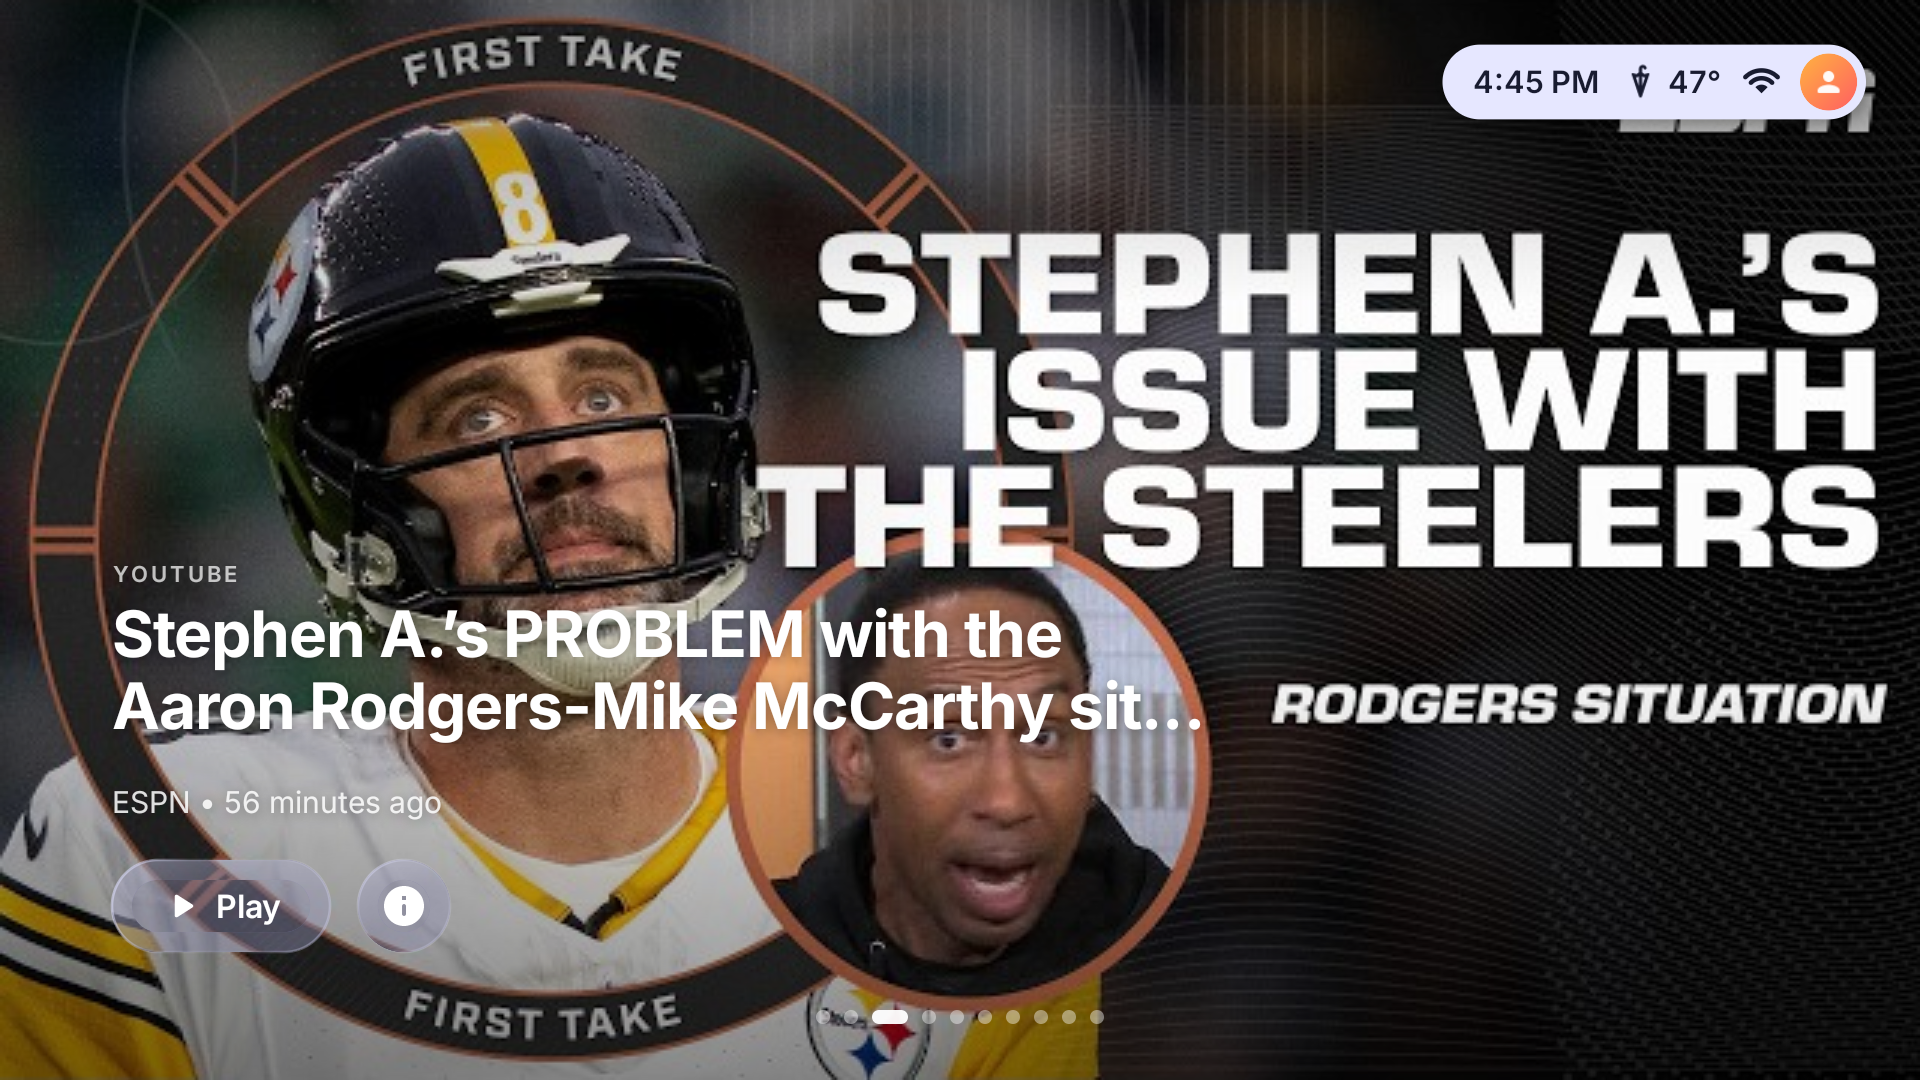 FIRST TAKE
4:45 PM 47°
8
STEPHEN A.'S
ISSUE WITH
THE STEELERS
YOUTUBE
Stephen A.'s PROBLEM with the
Aaron Rodgers-Mike McCarthy sit…
RODGERS SITUATION
ESPN • 56 minutes ago
Play
FIRST TAKE